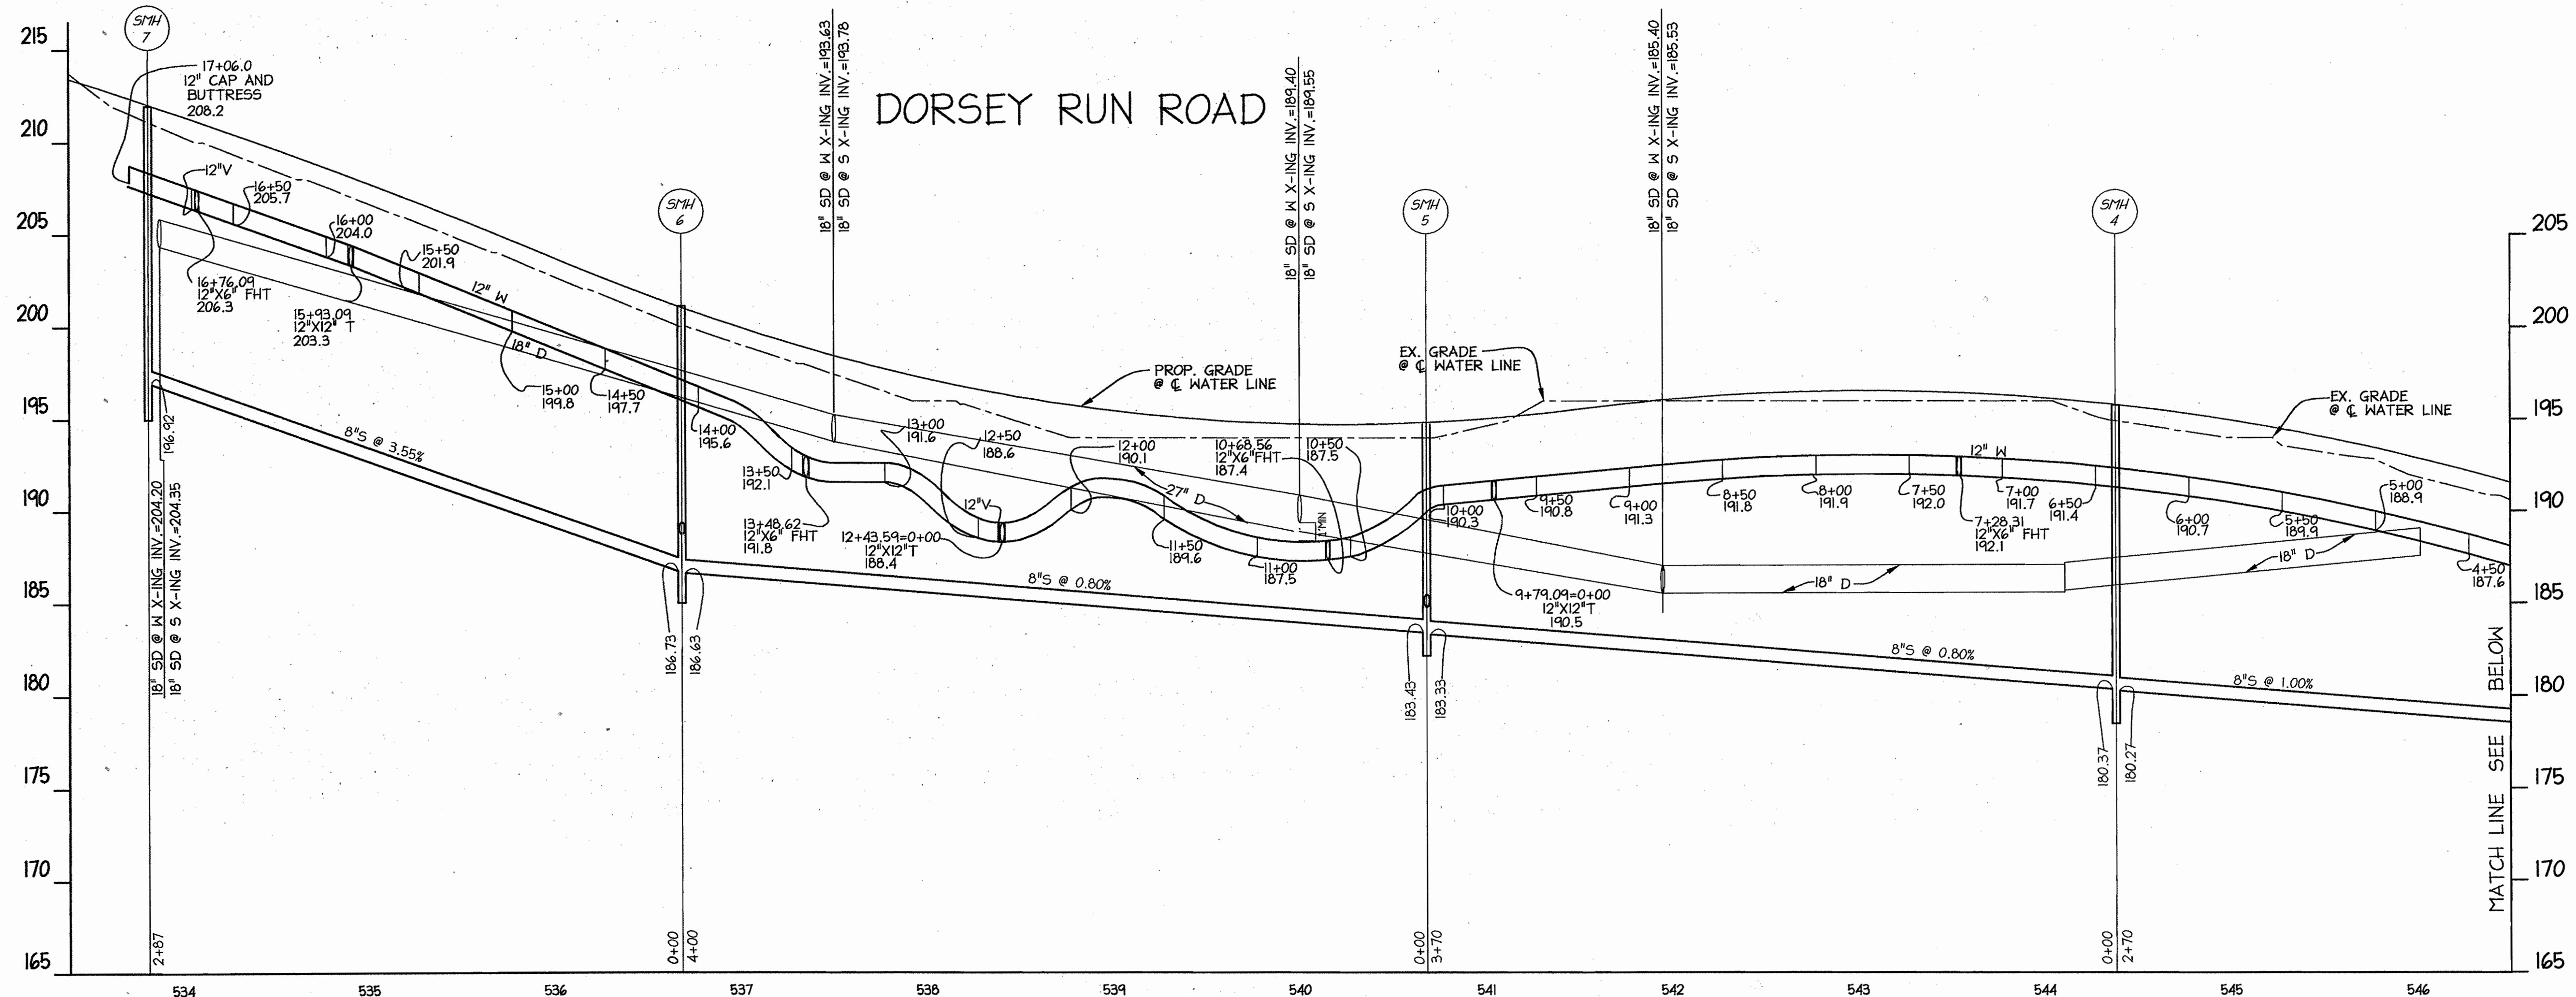 DORSEY RUN ROAD
215
210
205
200
195
190
185
180
175
170
165
SMH
7
17+06.0
12" CAP AND
BUTTRESS
208.2
12"V
16+50
205.7
16+00
204.0
15+50
201.9
12" W
16+76.09
12"X6" FHT
206.3
15+93.09
12"X12" T
203.3
18" D
15+00
199.8
14+50
197.7
196.92
8"S @ 3.55%
18" SD @ W X-ING INV.=204.20
18" SD @ S X-ING INV.=204.35
2+87
SMH
6
14+00
195.6
186.73
186.63
0+00
4+00
18" SD @ W X-ING INV.=193.63
18" SD @ S X-ING INV.=193.78
13+50
192.1
13+48.62
12"X6" FHT
191.8
13+00
191.6
12+50
188.6
12"V
12+43.59=0+00
12"X12"T
188.4
12+00
190.1
27" D
11+50
189.6
11+00
187.5
10+68.56
12"X6"FHT
187.4
10+50
187.5
1' MIN
8"S @ 0.80%
PROP. GRADE
@ ℄ WATER LINE
18" SD @ W X-ING INV.=189.40
18" SD @ S X-ING INV.=189.55
SMH
5
EX. GRADE
@ ℄ WATER LINE
10+00
190.3
183.43
183.33
0+00
3+70
18" SD @ W X-ING INV.=185.40
18" SD @ S X-ING INV.=185.53
9+50
190.8
9+79.09=0+00
12"X12"T
190.5
9+00
191.3
8+50
191.8
8+00
191.9
7+50
192.0
12" W
7+00
191.7
7+28.31
12"X6" FHT
192.1
6+50
191.4
18" D
8"S @ 0.80%
SMH
4
6+00
190.7
5+50
189.9
5+00
188.9
18" D
4+50
187.6
EX. GRADE
@ ℄ WATER LINE
8"S @ 1.00%
180.37
180.27
0+00
2+70
MATCH LINE SEE BELOW
205
200
195
190
185
180
175
170
165
534
535
536
537
538
539
540
541
542
543
544
545
546